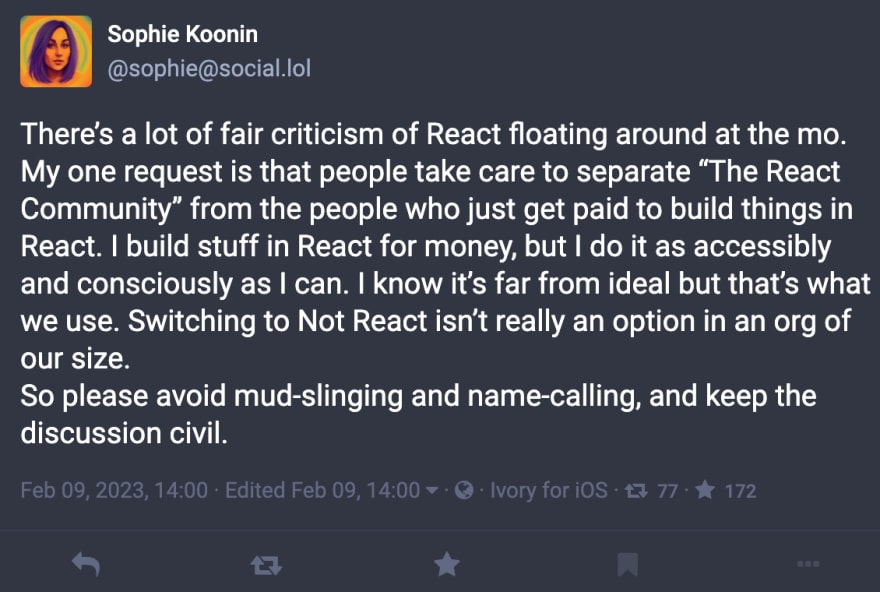 Sophie Koonin
@sophie@social.lol
There’s a lot of fair criticism of React floating around at the mo.
My one request is that people take care to separate “The React
Community” from the people who just get paid to build things in
React. I build stuff in React for money, but I do it as accessibly
and consciously as I can. I know it’s far from ideal but that’s what
we use. Switching to Not React isn’t really an option in an org of
our size.
So please avoid mud-slinging and name-calling, and keep the
discussion civil.
Feb 09, 2023, 14:00 · Edited Feb 09, 14:00 · Ivory for iOS · 77 · 172